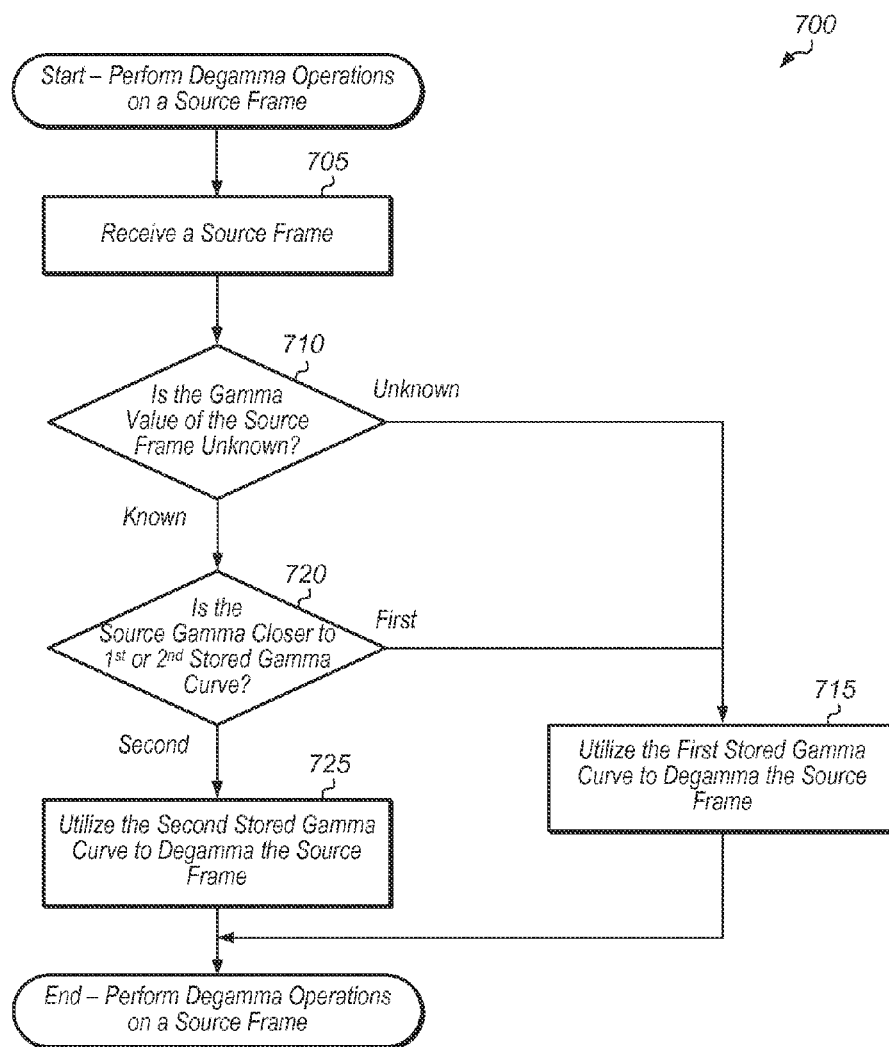 700
Start – Perform Degamma Operations
on a Source Frame
705
Receive a Source Frame
710
Is the Gamma
Value of the Source
Frame Unknown?
Unknown
Known
720
Is the
Source Gamma Closer to
1st or 2nd Stored Gamma
Curve?
First
Second
715
Utilize the First Stored Gamma
Curve to Degamma the Source
Frame
725
Utilize the Second Stored Gamma
Curve to Degamma the Source
Frame
End – Perform Degamma Operations
on a Source Frame